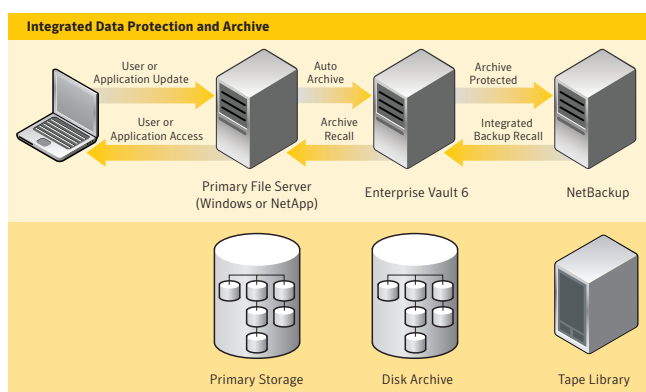 Integrated Data Protection and Archive
User or
Application Update
Auto
Archive
Archive
Protected
User or
Application Access
Archive
Recall
Integrated
Backup Recall
Primary File Server
(Windows or NetApp)
Enterprise Vault 6
NetBackup
Primary Storage
Disk Archive
Tape Library